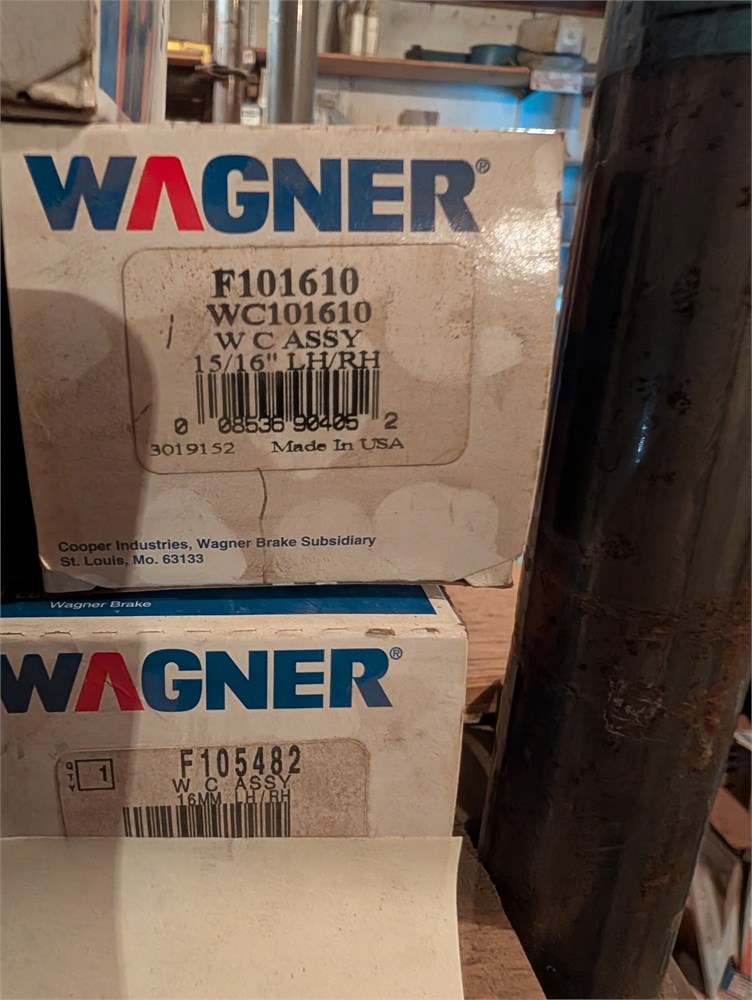 WAGNER®
F101610
WC101610
W C ASSY
15/16" LH/RH
0 08536 90405 2
3019152 Made In USA
Cooper Industries, Wagner Brake Subsidiary
St. Louis, Mo. 63133
Wagner Brake
WAGNER®
QTY 1 F105482
W C ASSY
16MM LH/RH